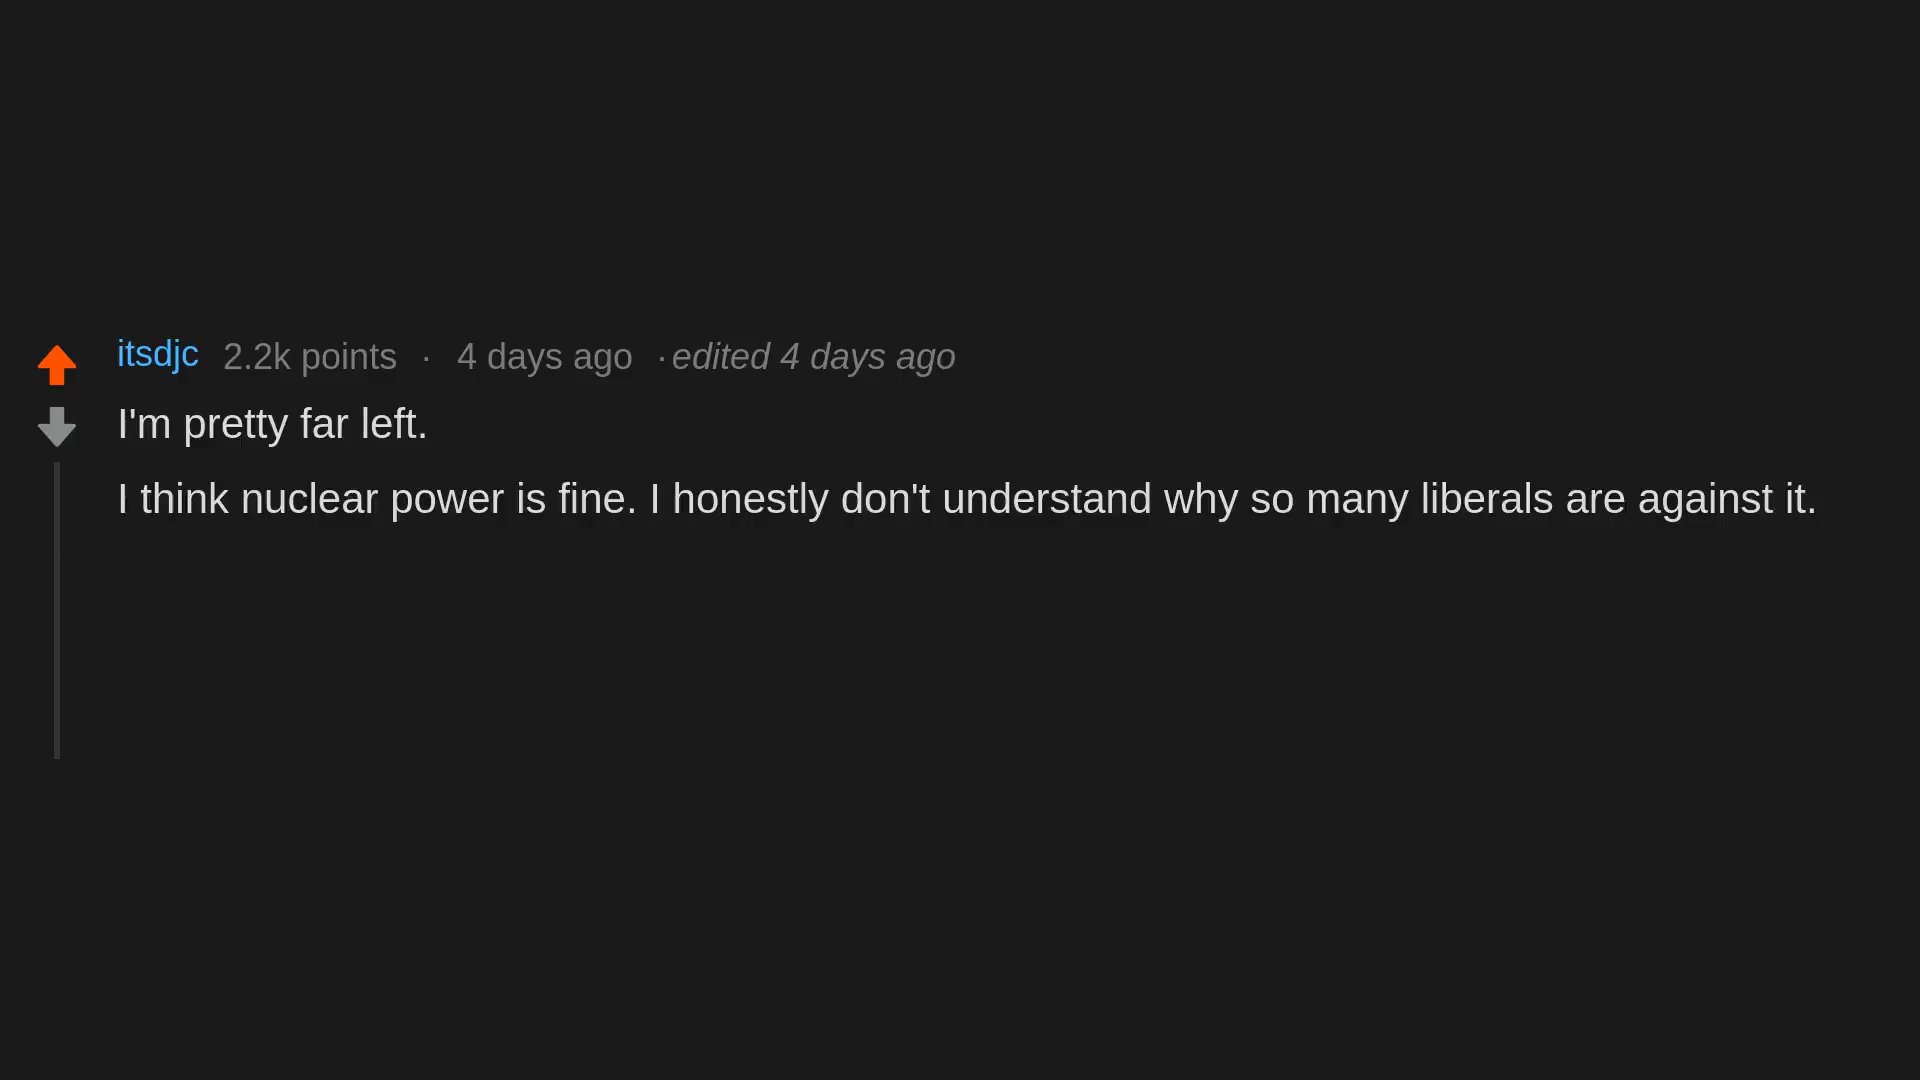 itsdjc 2.2k points · 4 days ago · edited 4 days ago
I'm pretty far left.
I think nuclear power is fine. I honestly don't understand why so many liberals are against it.